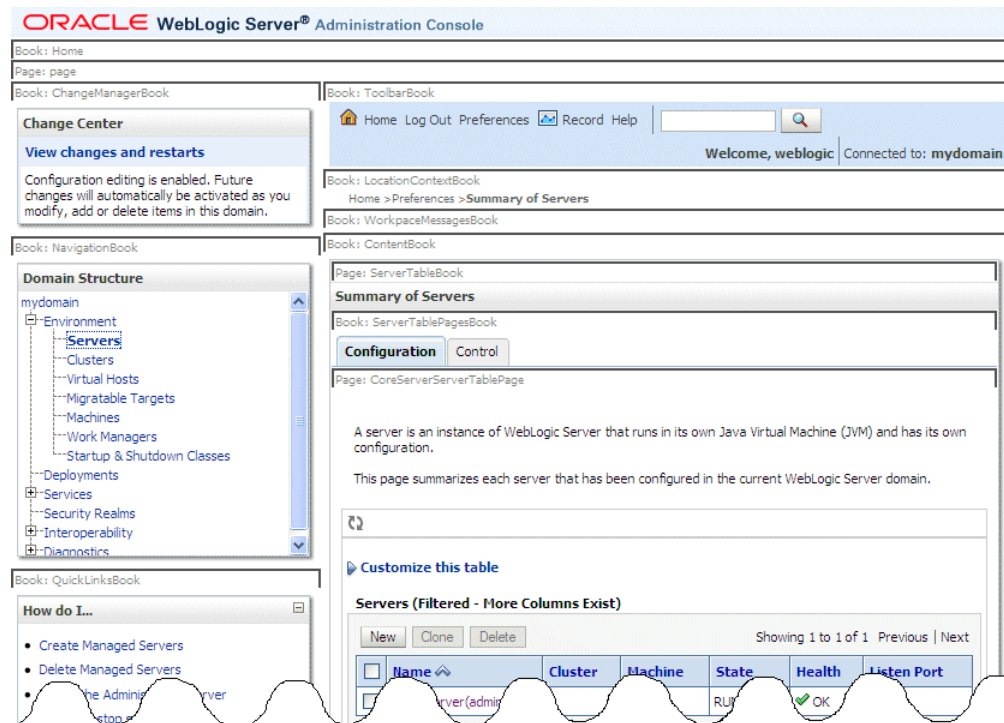 ORACLE WebLogic Server® Administration Console
Book: Home
Page: page
Book: ChangeManagerBook
Change Center
View changes and restarts
Configuration editing is enabled. Future
changes will automatically be activated as you
modify, add or delete items in this domain.
Book: NavigationBook
Domain Structure
mydomain
Environment
Servers
Clusters
Virtual Hosts
Migratable Targets
Machines
Work Managers
Startup & Shutdown Classes
Deployments
Services
Security Realms
Interoperability
Diagnostics
Book: QuickLinksBook
How do I...
Create Managed Servers
Delete Managed Servers
Book: ToolbarBook
Home Log Out Preferences Record Help
Welcome, weblogic Connected to: mydomain
Book: LocationContextBook
Home >Preferences >Summary of Servers
Book: WorkpaceMessagesBook
Book: ContentBook
Page: ServerTableBook
Summary of Servers
Book: ServerTablePagesBook
Configuration Control
Page: CoreServerServerTablePage
A server is an instance of WebLogic Server that runs in its own Java Virtual Machine (JVM) and has its own
configuration.
This page summarizes each server that has been configured in the current WebLogic Server domain.
Customize this table
Servers (Filtered - More Columns Exist)
New Clone Delete Showing 1 to 1 of 1 Previous | Next
Name Cluster Machine State Health Listen Port
OK